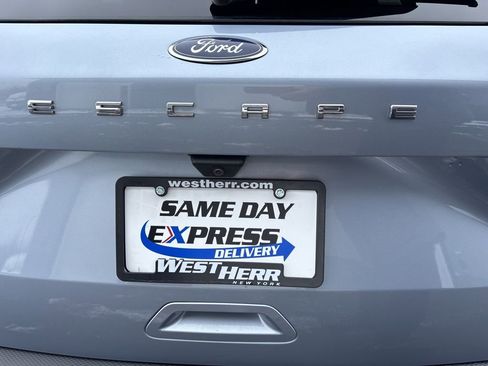 Ford
ESCAPE
westherr.com
SAME DAY
EXPRESS
DELIVERY
WEST HERR
NEW YORK